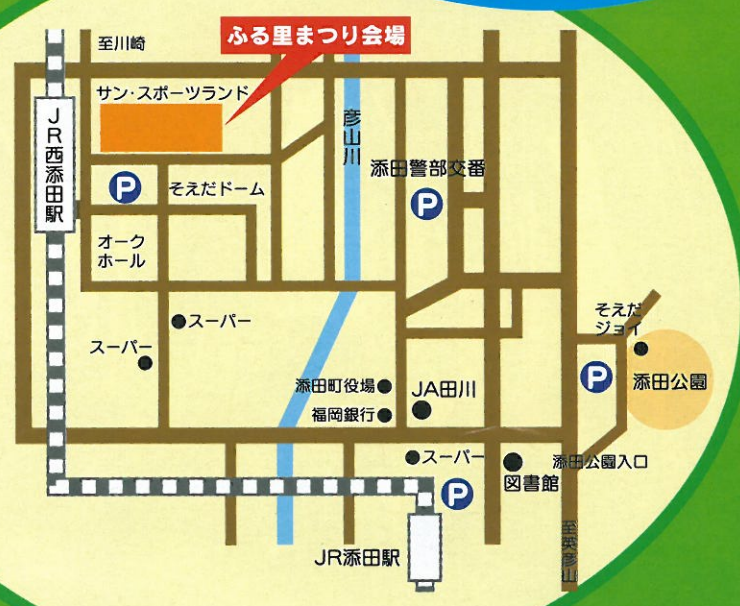 至川崎
ふる里まつり会場
サン・スポーツランド
JR西添田駅
彦山川
添田警部交番
P
P
そえだドーム
オーク
ホール
スーパー
スーパー
そえだ
ジョイ
P
添田公園
添田町役場
JA田川
福岡銀行
スーパー
図書館
添田公園入口
P
JR添田駅
至英彦山